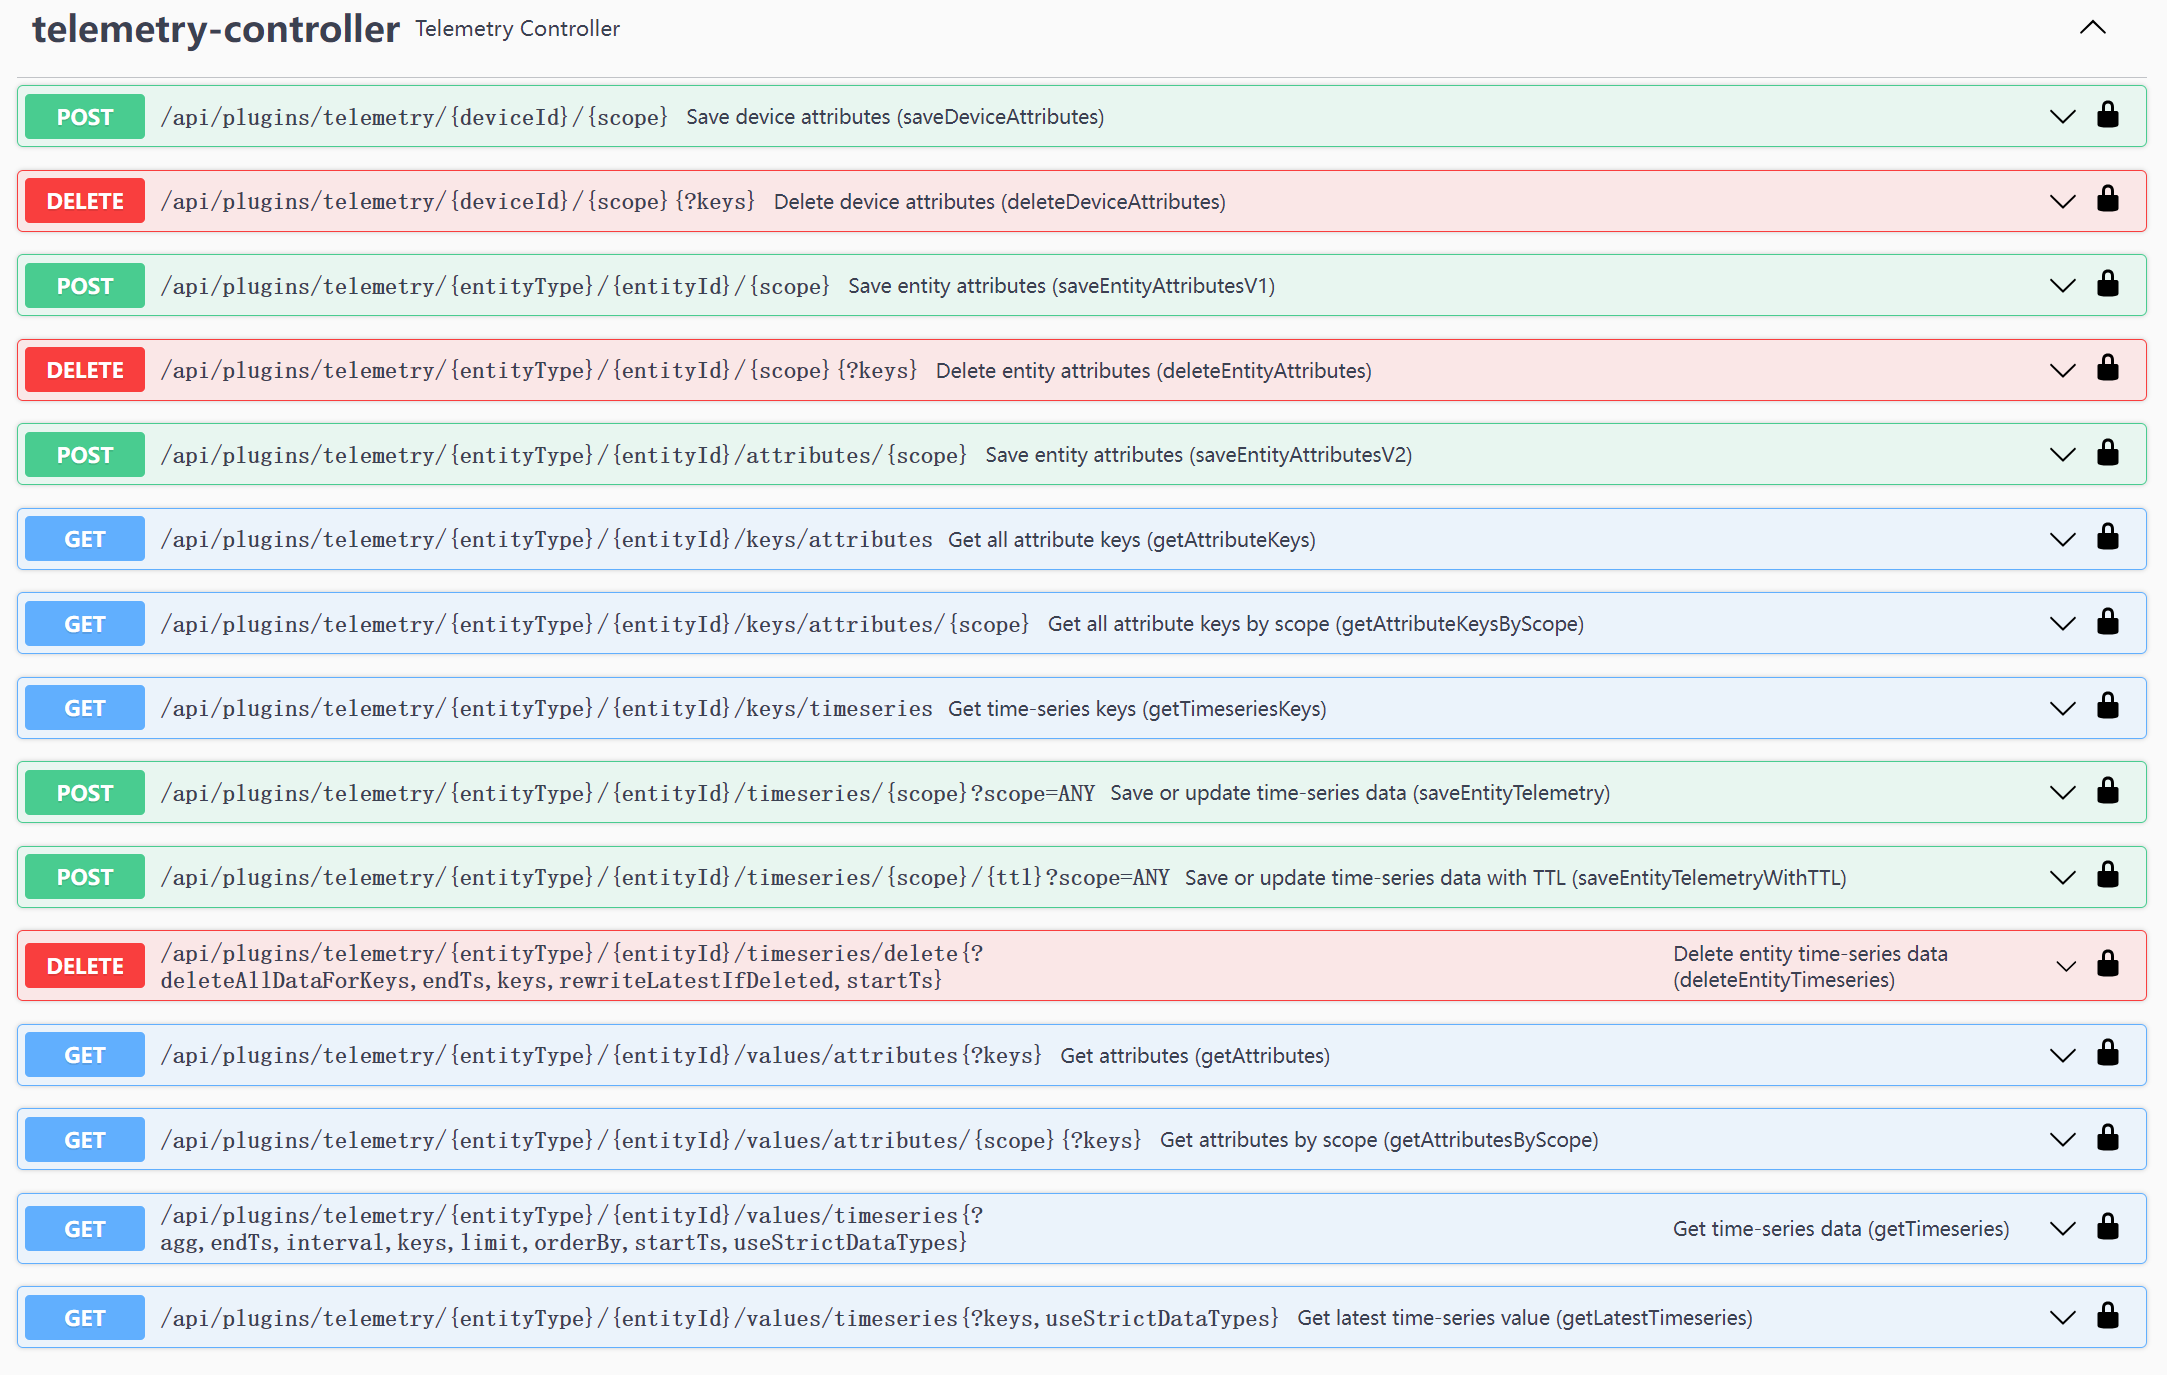 telemetry-controller Telemetry Controller
POST /api/plugins/telemetry/{deviceId}/{scope} Save device attributes (saveDeviceAttributes)
DELETE /api/plugins/telemetry/{deviceId}/{scope}{?keys} Delete device attributes (deleteDeviceAttributes)
POST /api/plugins/telemetry/{entityType}/{entityId}/{scope} Save entity attributes (saveEntityAttributesV1)
DELETE /api/plugins/telemetry/{entityType}/{entityId}/{scope}{?keys} Delete entity attributes (deleteEntityAttributes)
POST /api/plugins/telemetry/{entityType}/{entityId}/attributes/{scope} Save entity attributes (saveEntityAttributesV2)
GET /api/plugins/telemetry/{entityType}/{entityId}/keys/attributes Get all attribute keys (getAttributeKeys)
GET /api/plugins/telemetry/{entityType}/{entityId}/keys/attributes/{scope} Get all attribute keys by scope (getAttributeKeysByScope)
GET /api/plugins/telemetry/{entityType}/{entityId}/keys/timeseries Get time-series keys (getTimeseriesKeys)
POST /api/plugins/telemetry/{entityType}/{entityId}/timeseries/{scope}?scope=ANY Save or update time-series data (saveEntityTelemetry)
POST /api/plugins/telemetry/{entityType}/{entityId}/timeseries/{scope}/{ttl}?scope=ANY Save or update time-series data with TTL (saveEntityTelemetryWithTTL)
DELETE /api/plugins/telemetry/{entityType}/{entityId}/timeseries/delete{?
deleteAllDataForKeys,endTs,keys,rewriteLatestIfDeleted,startTs}
Delete entity time-series data
(deleteEntityTimeseries)
GET /api/plugins/telemetry/{entityType}/{entityId}/values/attributes{?keys} Get attributes (getAttributes)
GET /api/plugins/telemetry/{entityType}/{entityId}/values/attributes/{scope}{?keys} Get attributes by scope (getAttributesByScope)
GET /api/plugins/telemetry/{entityType}/{entityId}/values/timeseries{?
agg,endTs,interval,keys,limit,orderBy,startTs,useStrictDataTypes}
Get time-series data (getTimeseries)
GET /api/plugins/telemetry/{entityType}/{entityId}/values/timeseries{?keys,useStrictDataTypes} Get latest time-series value (getLatestTimeseries)